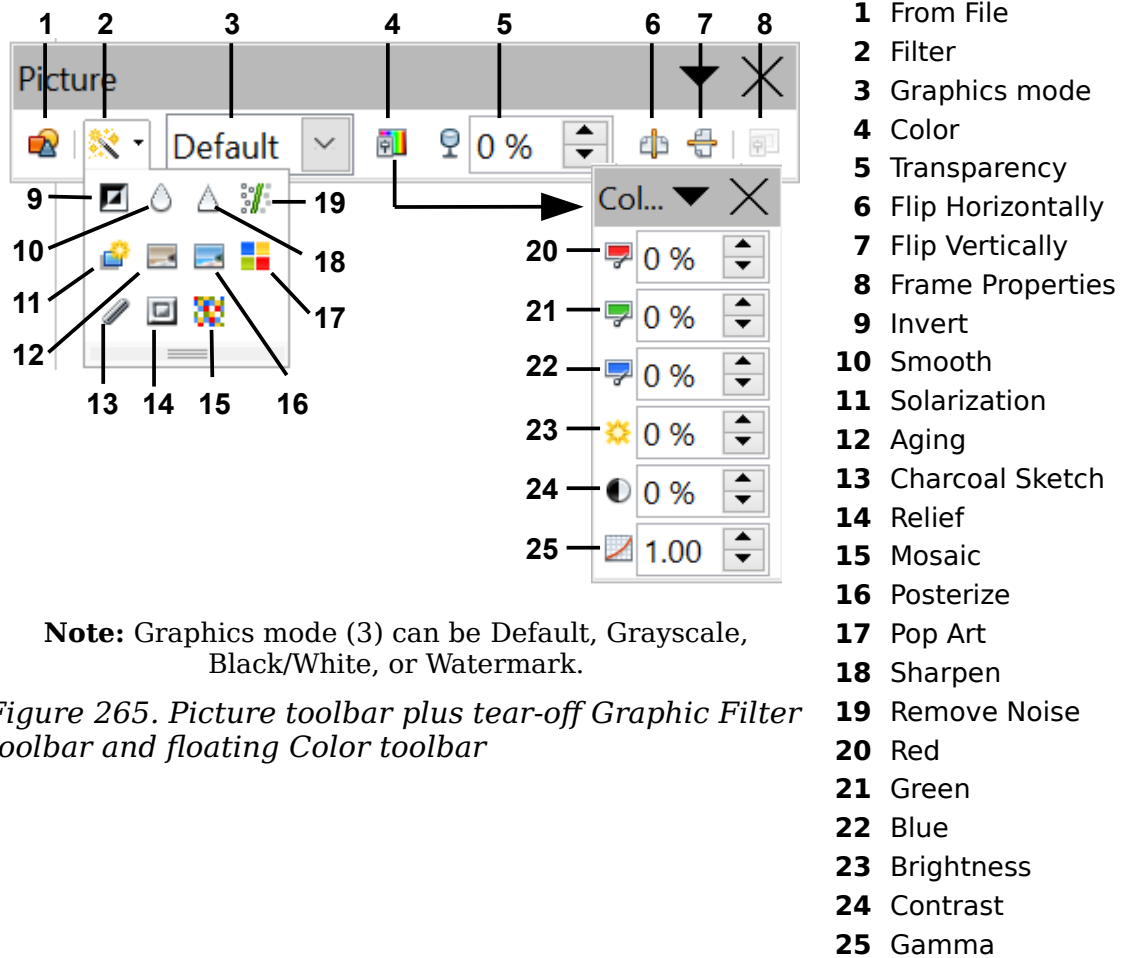 1 2 3 4 5 6 7 8
Picture
Default
0 %
9
19
10
18
11
17
12
13 14 15 16
Col...
20 0 %
21 0 %
22 0 %
23 0 %
24 0 %
25 1.00
Note: Graphics mode (3) can be Default, Grayscale,
Black/White, or Watermark.
Figure 265. Picture toolbar plus tear-off Graphic Filter
toolbar and floating Color toolbar
1 From File
2 Filter
3 Graphics mode
4 Color
5 Transparency
6 Flip Horizontally
7 Flip Vertically
8 Frame Properties
9 Invert
10 Smooth
11 Solarization
12 Aging
13 Charcoal Sketch
14 Relief
15 Mosaic
16 Posterize
17 Pop Art
18 Sharpen
19 Remove Noise
20 Red
21 Green
22 Blue
23 Brightness
24 Contrast
25 Gamma